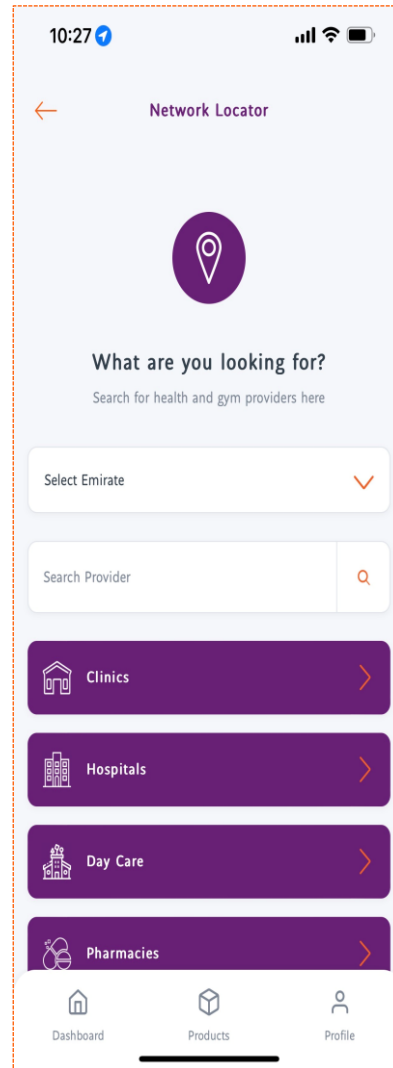 10:27
Network Locator
What are you looking for?
Search for health and gym providers here
Select Emirate
Search Provider
Clinics
Hospitals
Day Care
Pharmacies
Dashboard Products Profile